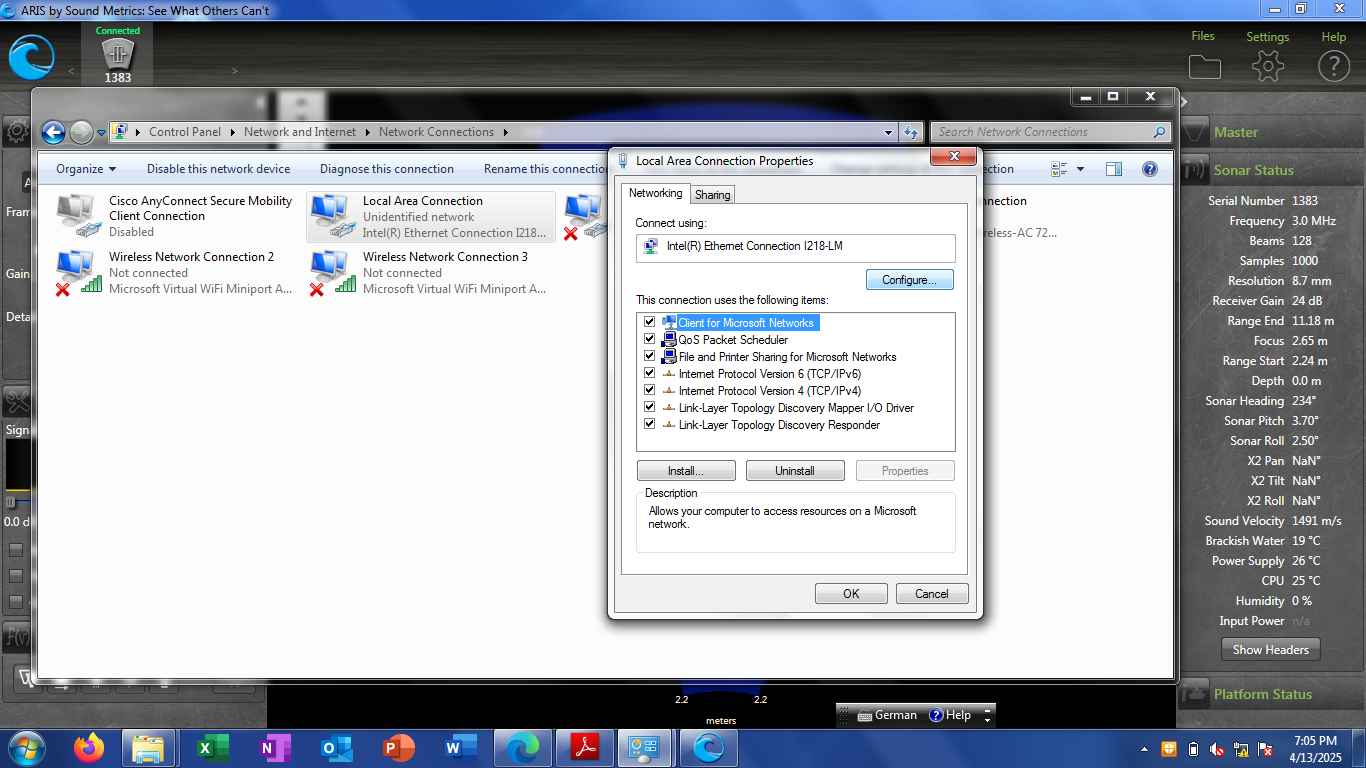 ARIS by Sound Metrics: See What Others Can't
Connected
1383
<
>
Files
Settings
Help
Control Panel
Network and Internet
Network Connections
Search Network Connections
Organize
Disable this network device
Diagnose this connection
Rename this connection
Cisco AnyConnect Secure Mobility
Client Connection
Disabled
Local Area Connection
Unidentified network
Intel(R) Ethernet Connection I218...
Wireless Network Connection 2
Not connected
Microsoft Virtual WiFi Miniport A...
Wireless Network Connection 3
Not connected
Microsoft Virtual WiFi Miniport A...
Local Area Connection Properties
Networking
Sharing
Connect using:
Intel(R) Ethernet Connection I218-LM
Configure...
This connection uses the following items:
Client for Microsoft Networks
QoS Packet Scheduler
File and Printer Sharing for Microsoft Networks
Internet Protocol Version 6 (TCP/IPv6)
Internet Protocol Version 4 (TCP/IPv4)
Link-Layer Topology Discovery Mapper I/O Driver
Link-Layer Topology Discovery Responder
Install...
Uninstall
Properties
Description
Allows your computer to access resources on a Microsoft
network.
OK
Cancel
Master
Sonar Status
Serial Number 1383
Frequency 3.0 MHz
Beams 128
Samples 1000
Resolution 8.7 mm
Receiver Gain 24 dB
Range End 11.18 m
Focus 2.65 m
Range Start 2.24 m
Depth 0.0 m
Sonar Heading 234°
Sonar Pitch 3.70°
Sonar Roll 2.50°
X2 Pan NaN°
X2 Tilt NaN°
X2 Roll NaN°
Sound Velocity 1491 m/s
Brackish Water 19 °C
Power Supply 26 °C
CPU 25 °C
Humidity 0 %
Input Power n/a
Show Headers
Platform Status
2.2
2.2
meters
German
Help
7:05 PM
4/13/2025